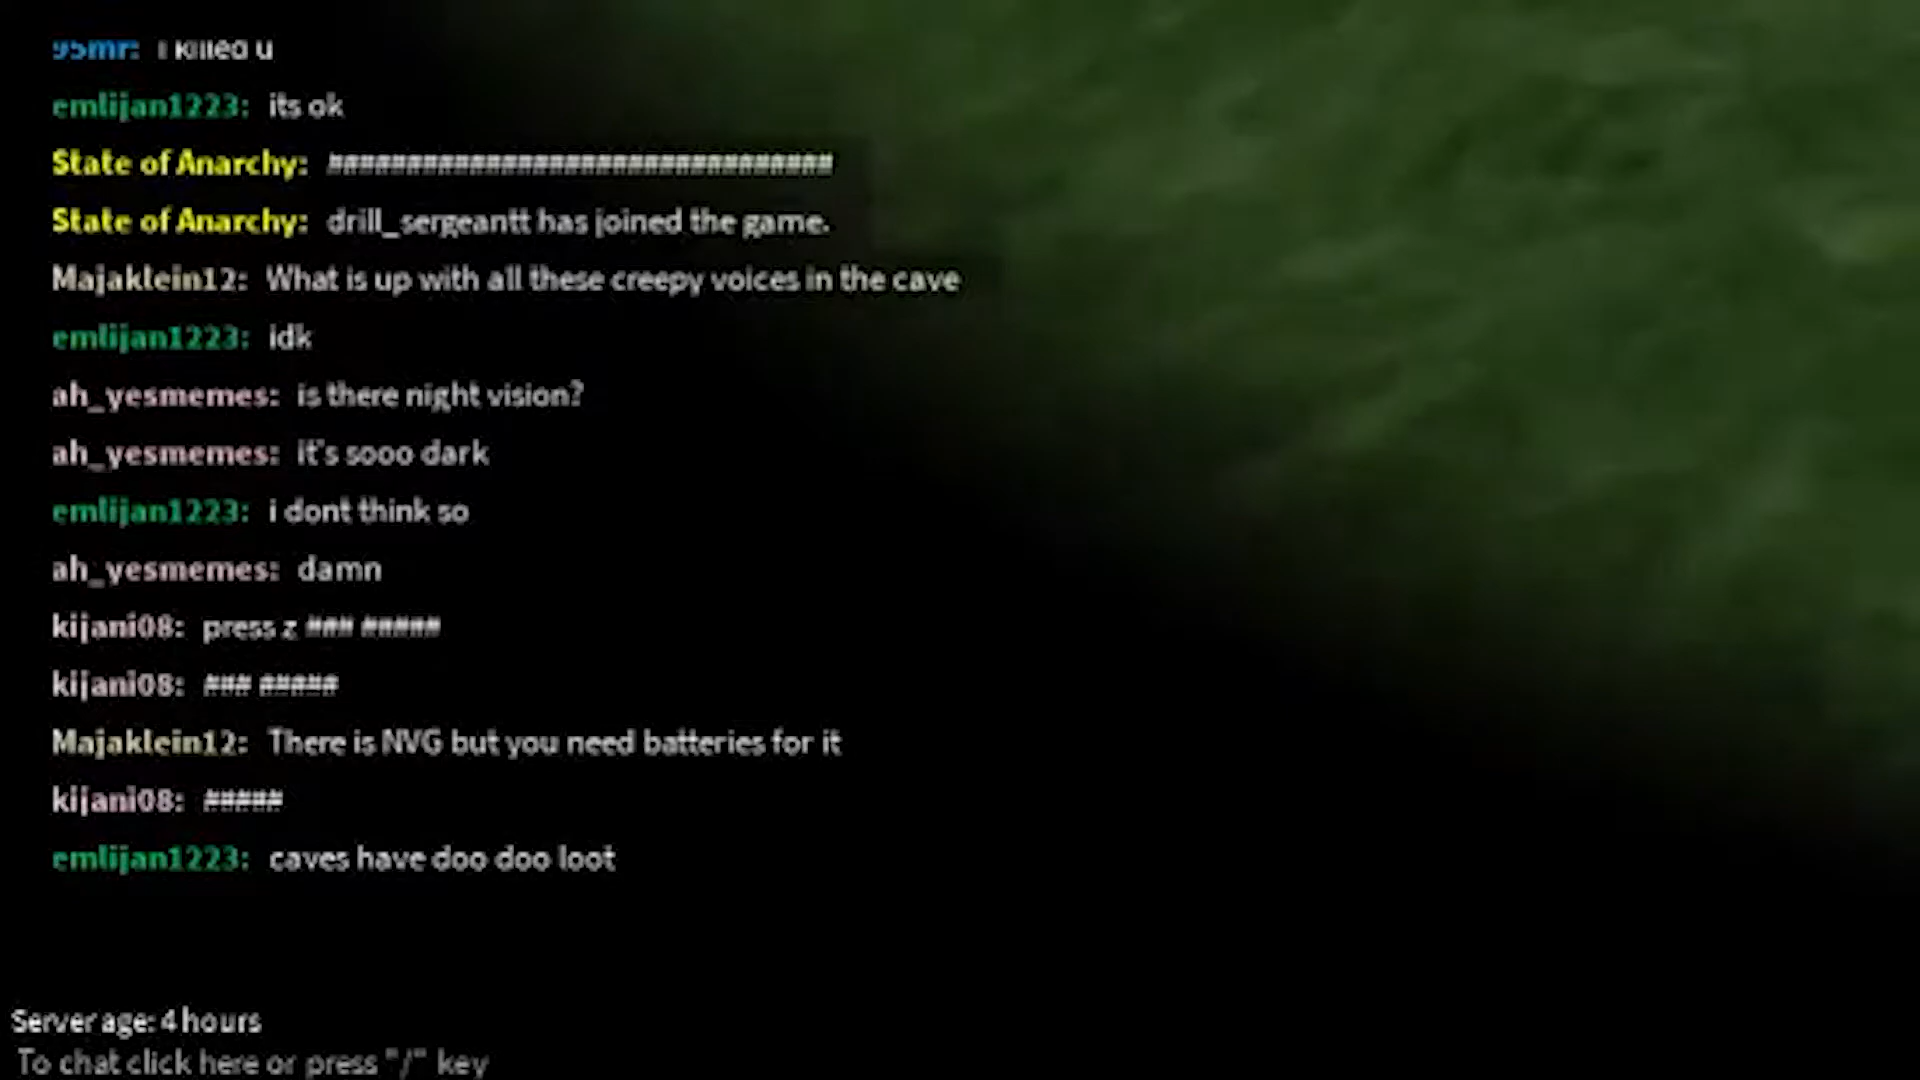 95mr: i killed u
emlijan1223: its ok
State of Anarchy: ################################
State of Anarchy: drill_sergeantt has joined the game.
Majaklein12: What is up with all these creepy voices in the cave
emlijan1223: idk
ah_yesmemes: is there night vision?
ah_yesmemes: it's sooo dark
emlijan1223: i dont think so
ah_yesmemes: damn
kijani08: press z ### #####
kijani08: ### #####
Majaklein12: There is NVG but you need batteries for it
kijani08: #####
emlijan1223: caves have doo doo loot
Server age: 4 hours
To chat click here or press "/" key